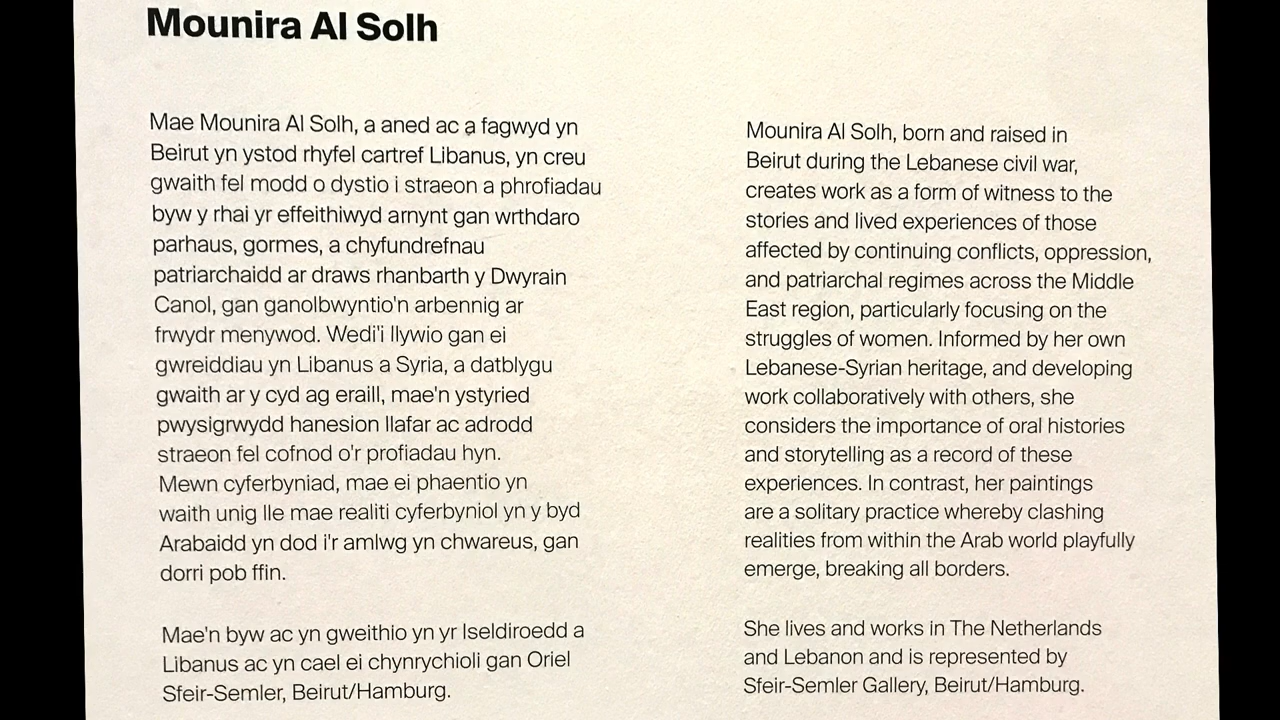 Mounira Al Solh
Mae Mounira Al Solh, a aned ac a fagwyd yn
Beirut yn ystod rhyfel cartref Libanus, yn creu
gwaith fel modd o dystio i straeon a phrofiadau
byw y rhai yr effeithiwyd arnynt gan wrthdaro
parhaus, gormes, a chyfundrefnau
patriarchaidd ar draws rhanbarth y Dwyrain
Canol, gan ganolbwyntio'n arbennig ar
frwydr menywod. Wedi'i llywio gan ei
gwreiddiau yn Libanus a Syria, a datblygu
gwaith ar y cyd ag eraill, mae'n ystyried
pwysigrwydd hanesion llafar ac adrodd
straeon fel cofnod o'r profiadau hyn.
Mewn cyferbyniad, mae ei phaentio yn
waith unig lle mae realiti cyferbyniol yn y byd
Arabaidd yn dod i'r amlwg yn chwareus, gan
dorri pob ffin.
Mae'n byw ac yn gweithio yn yr Iseldiroedd a
Libanus ac yn cael ei chynrychioli gan Oriel
Sfeir-Semler, Beirut/Hamburg.
Mounira Al Solh, born and raised in
Beirut during the Lebanese civil war,
creates work as a form of witness to the
stories and lived experiences of those
affected by continuing conflicts, oppression,
and patriarchal regimes across the Middle
East region, particularly focusing on the
struggles of women. Informed by her own
Lebanese-Syrian heritage, and developing
work collaboratively with others, she
considers the importance of oral histories
and storytelling as a record of these
experiences. In contrast, her paintings
are a solitary practice whereby clashing
realities from within the Arab world playfully
emerge, breaking all borders.
She lives and works in The Netherlands
and Lebanon and is represented by
Sfeir-Semler Gallery, Beirut/Hamburg.